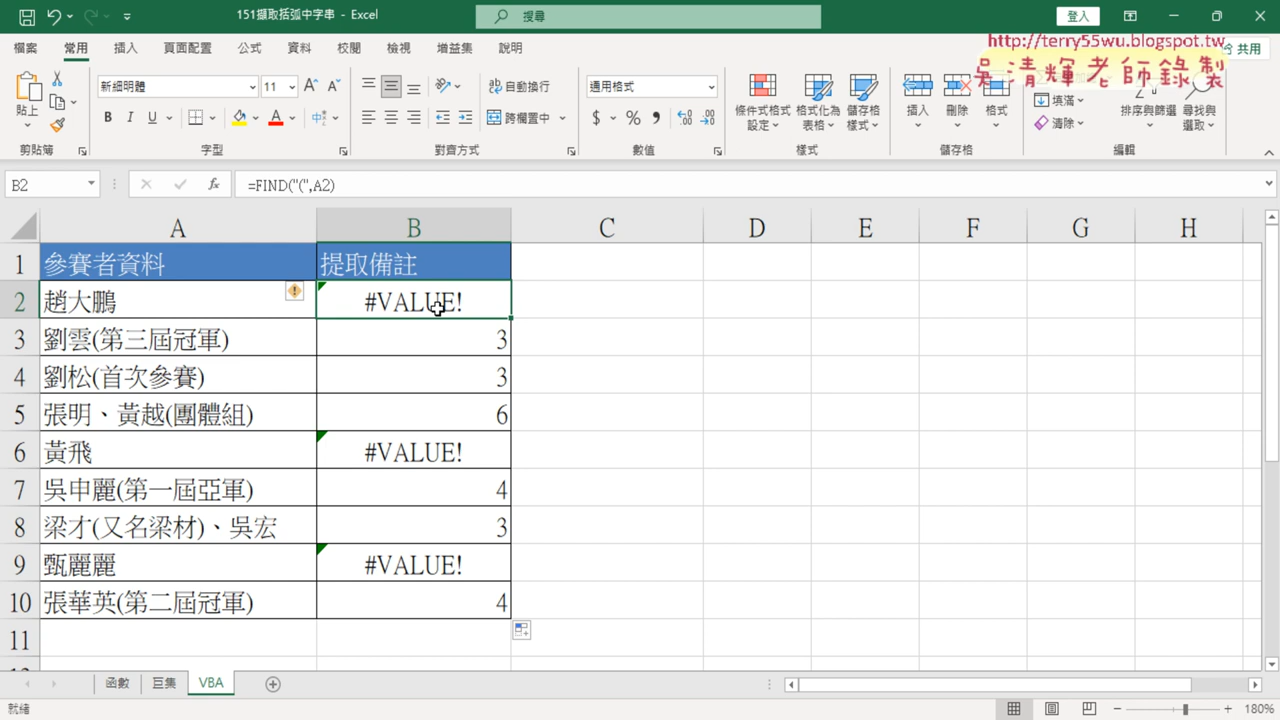 151擷取括弧中字串 - Excel
搜尋
登入
http://terry55wu.blogspot.tw
吳清輝老師錄製
檔案 常用 插入 頁面配置 公式 資料 校閱 檢視 增益集 說明 共用
貼上
新細明體 11
B I U
自動換行
跨欄置中
通用格式
$ %
條件式格式設定
格式化為表格
儲存格樣式
插入 刪除 格式
填滿
清除
排序與篩選
尋找與選取
剪貼簿 字型 對齊方式 數值 樣式 儲存格 編輯
B2 fx =FIND("(",A2)
A B C D E F G H
1 參賽者資料 提取備註
2 趙大鵬 #VALUE!
3 劉雲(第三屆冠軍) 3
4 劉松(首次參賽) 3
5 張明、黃越(團體組) 6
6 黃飛 #VALUE!
7 吳申麗(第一屆亞軍) 4
8 梁才(又名梁材)、吳宏 3
9 甄麗麗 #VALUE!
10 張華英(第二屆冠軍) 4
11
函數 巨集 VBA
就緒
180%